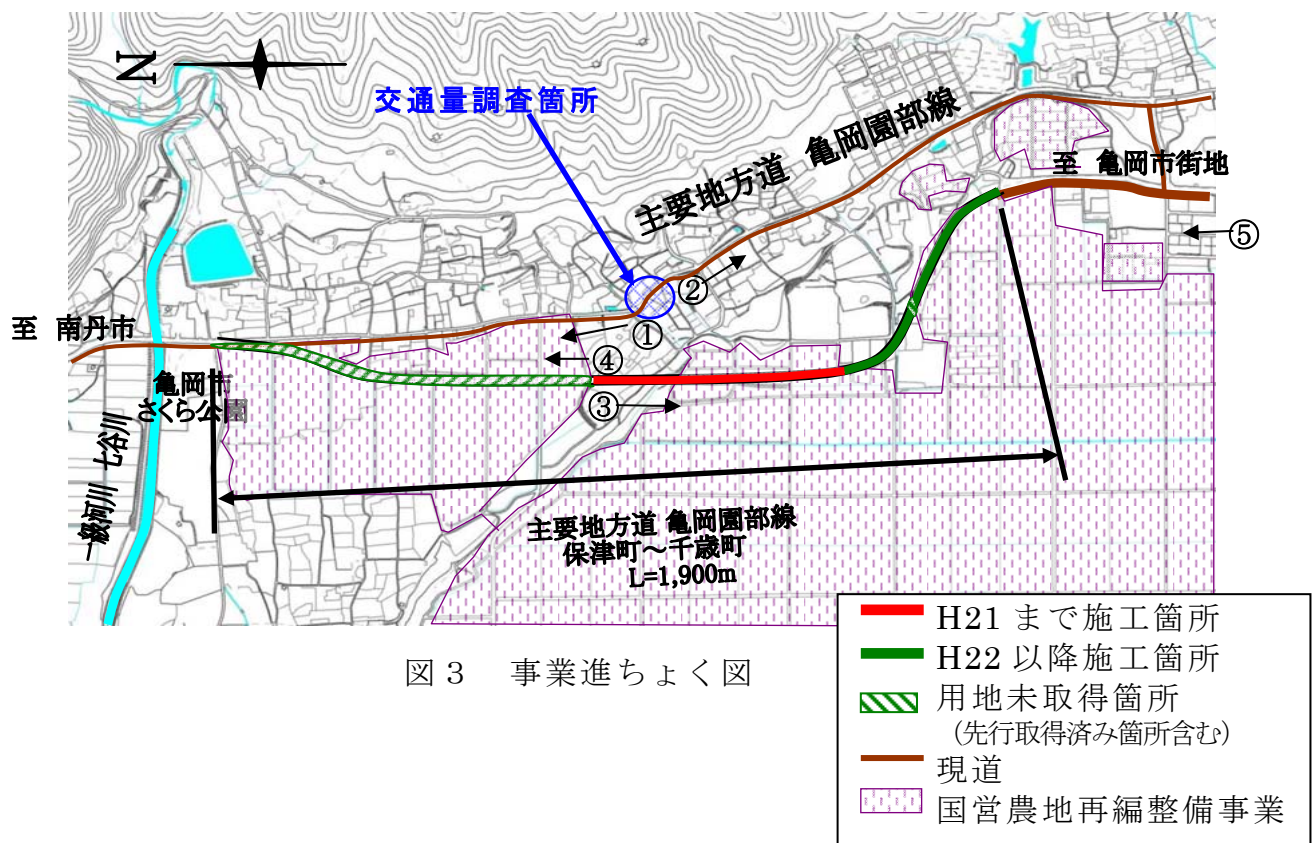 N
交通量調査箇所
主要地方道 亀岡園部線
至 亀岡市街地
⑤
②
①
至 南丹市
④
亀岡市
さくら公園
③
一級河川 七谷川
主要地方道 亀岡園部線
保津町～千歳町
L=1,900m
H21 まで施工箇所
H22 以降施工箇所
用地未取得箇所
(先行取得済み箇所含む)
現道
国営農地再編整備事業
図３ 事業進ちょく図